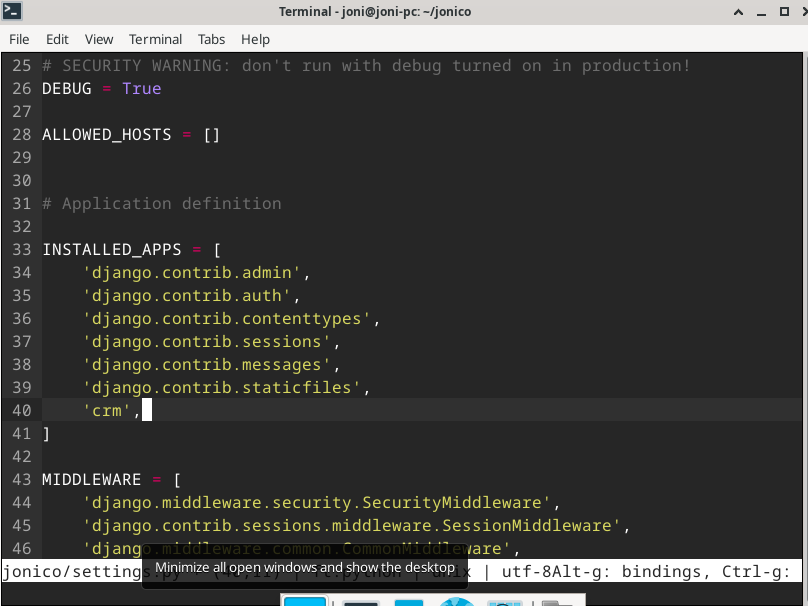 Terminal - joni@joni-pc: ~/jonico
File Edit View Terminal Tabs Help
25 # SECURITY WARNING: don't run with debug turned on in production!
26 DEBUG = True
27
28 ALLOWED_HOSTS = []
29
30
31 # Application definition
32
33 INSTALLED_APPS = [
34     'django.contrib.admin',
35     'django.contrib.auth',
36     'django.contrib.contenttypes',
37     'django.contrib.sessions',
38     'django.contrib.messages',
39     'django.contrib.staticfiles',
40     'crm',
41 ]
42
43 MIDDLEWARE = [
44     'django.middleware.security.SecurityMiddleware',
45     'django.contrib.sessions.middleware.SessionMiddleware',
46     'django.middleware.common.CommonMiddleware',
Minimize all open windows and show the desktop
jonico/settings.py | ft:python | unix | utf-8Alt-g: bindings, Ctrl-g: